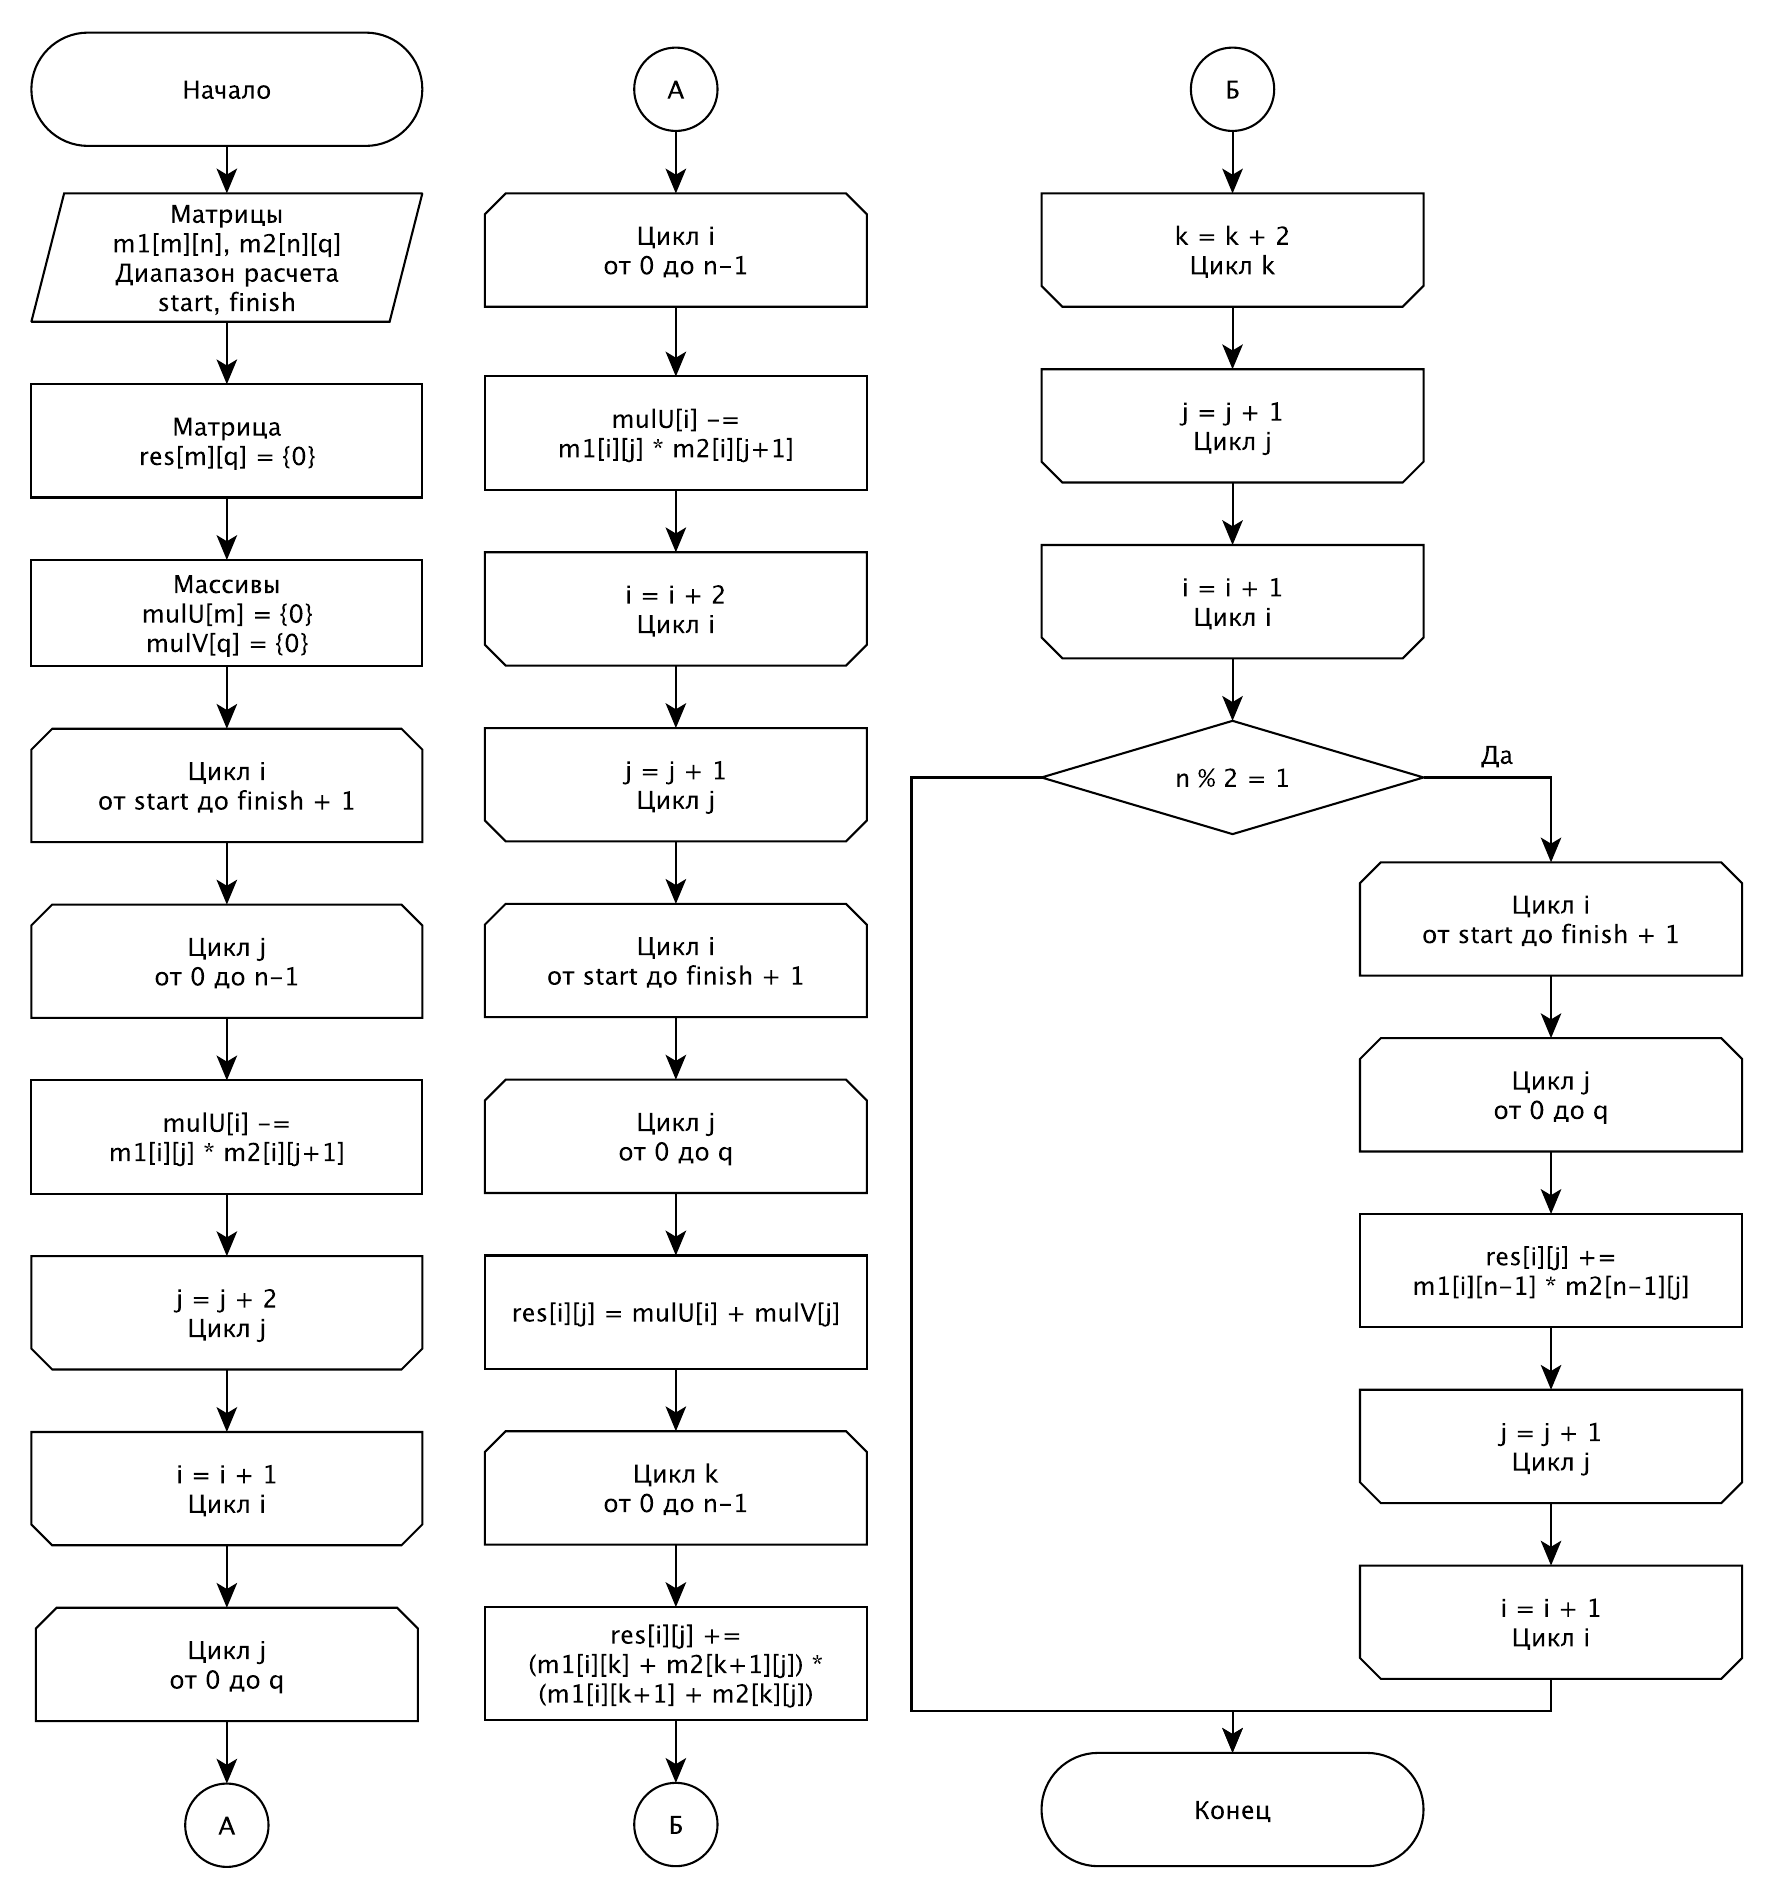 Начало
Матрицы
m1[m][n], m2[n][q]
Диапазон расчета
start, finish
Матрица
res[m][q] = {0}
Массивы
mulU[m] = {0}
mulV[q] = {0}
Цикл i
от start до finish + 1
Цикл j
от 0 до n-1
mulU[i] -=
m1[i][j] * m2[i][j+1]
j = j + 2
Цикл j
i = i + 1
Цикл i
Цикл j
от 0 до q
А
А
Цикл i
от 0 до n-1
mulU[i] -=
m1[i][j] * m2[i][j+1]
i = i + 2
Цикл i
j = j + 1
Цикл j
Цикл i
от start до finish + 1
Цикл j
от 0 до q
res[i][j] = mulU[i] + mulV[j]
Цикл k
от 0 до n-1
res[i][j] +=
(m1[i][k] + m2[k+1][j]) *
(m1[i][k+1] + m2[k][j])
Б
Б
k = k + 2
Цикл k
j = j + 1
Цикл j
i = i + 1
Цикл i
n % 2 = 1
Да
Цикл i
от start до finish + 1
Цикл j
от 0 до q
res[i][j] +=
m1[i][n-1] * m2[n-1][j]
j = j + 1
Цикл j
i = i + 1
Цикл i
Конец